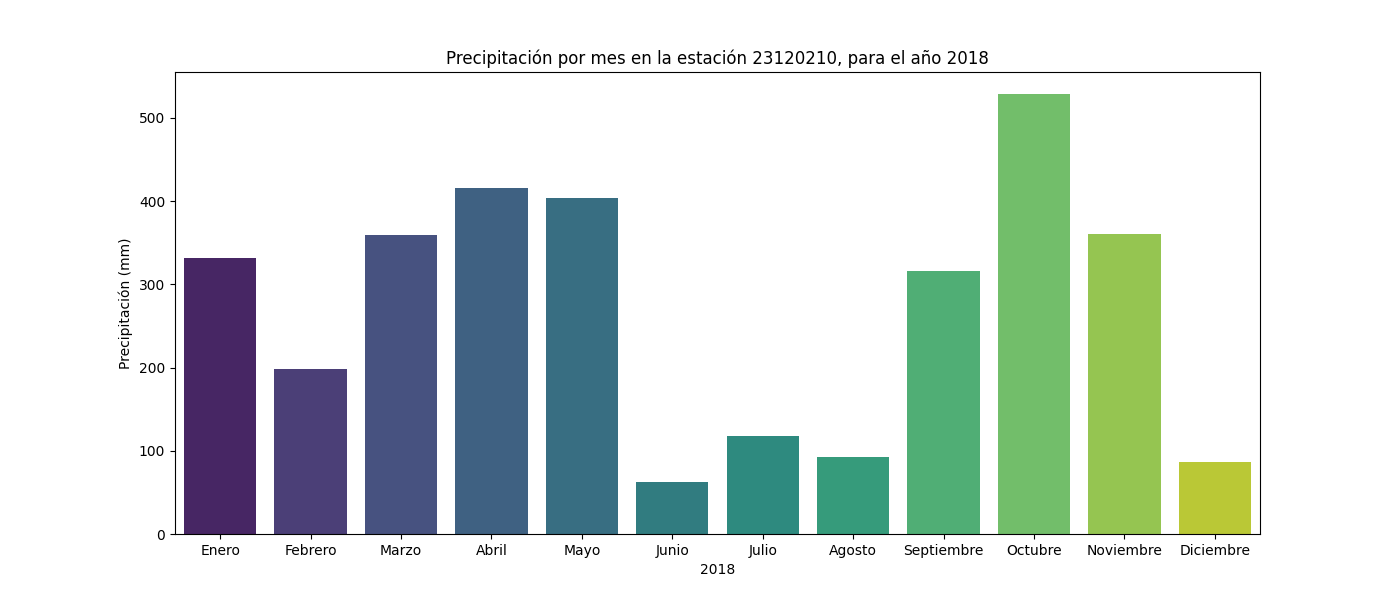 Precipitación por mes en la estación 23120210, para el año 2018
Precipitación (mm)
500
400
300
200
100
0
Enero Febrero Marzo Abril Mayo Junio Julio Agosto Septiembre Octubre Noviembre Diciembre
2018